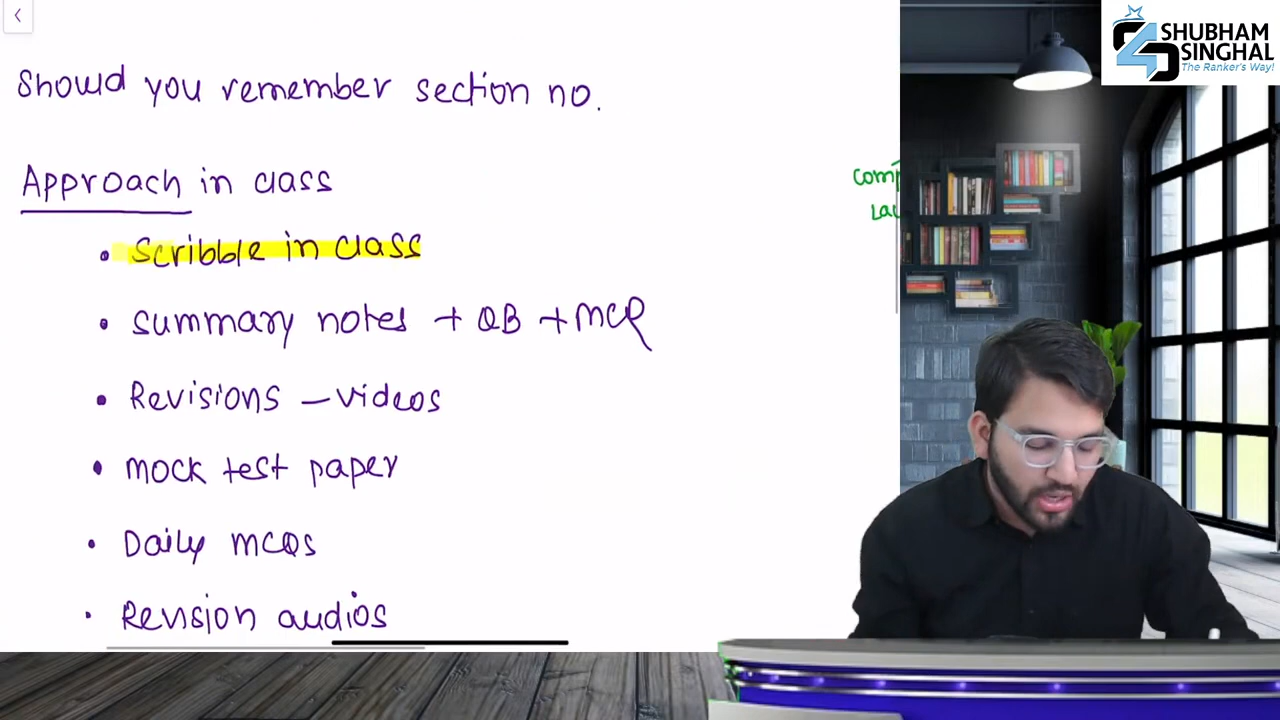 SHUBHAM
SINGHAL
The Ranker's Way!
Should you remember section no.
Approach in class
• Scribble in class
• Summary notes + QB + MCQ
• Revisions – videos
• mock test paper
• Daily MCQs
• Revision audios